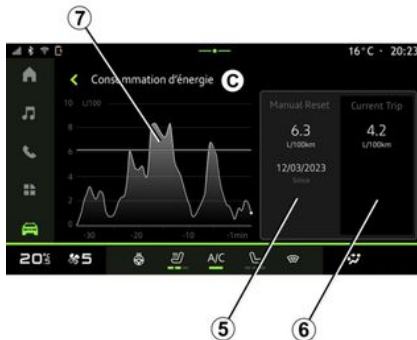 7
16°C · 20:23
Consommation d'énergie
C
10 L/100
8
6
4
2
0
-30 -20 -10 -1min
Manual Reset
6.3
L/100km
12/03/2023
Since
Current Trip
4.2
L/100km
20
5
A/C
5
6